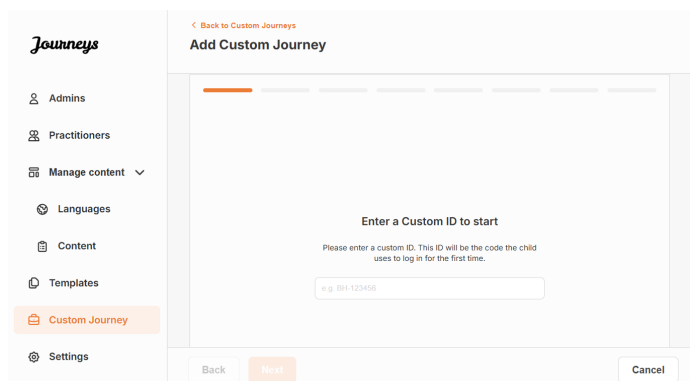 Journeys
Admins
Practitioners
Manage content
Languages
Content
Templates
Custom Journey
Settings
Back to Custom Journeys
Add Custom Journey
Enter a Custom ID to start
Please enter a custom ID. This ID will be the code the child
uses to log in for the first time.
e.g. BH-123456
Back
Next
Cancel